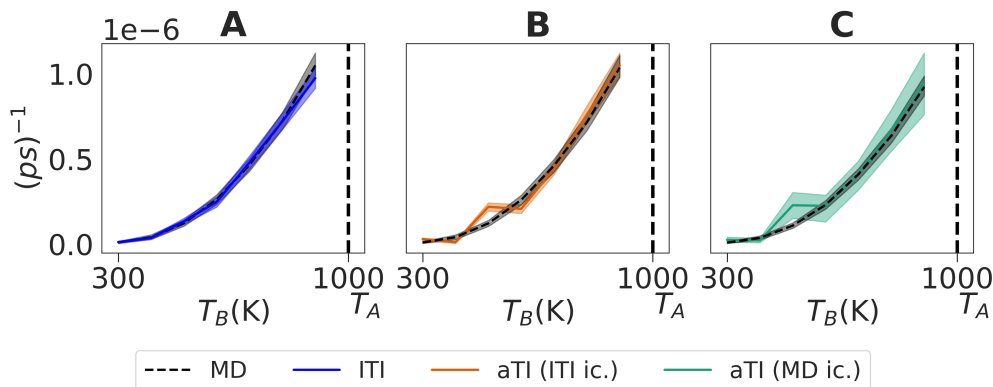 1e-6
A
B
C
(ps)⁻¹
1.0
0.5
0.0
300
1000
300
1000
300
1000
T_B(K)
T_A
T_B(K)
T_A
T_B(K)
T_A
MD
ITI
aTI (ITI ic.)
aTI (MD ic.)